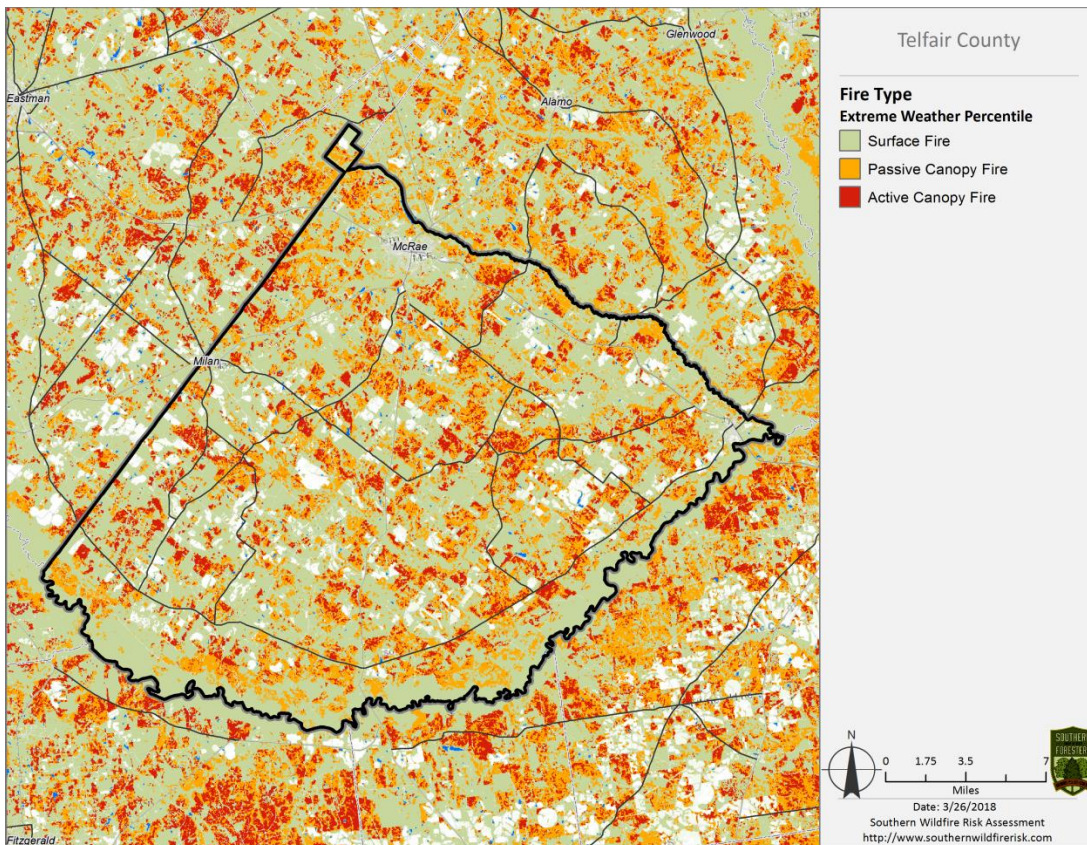 Telfair County
Fire Type
Extreme Weather Percentile
Surface Fire
Passive Canopy Fire
Active Canopy Fire
Glenwood
Eastman
Alamo
McRae
Milan
Fitzgerald
N
0 1.75 3.5 7
Miles
SOUTHERN
Date: 3/26/2018
Southern Wildfire Risk Assessment
http://www.southernwildfirerisk.com